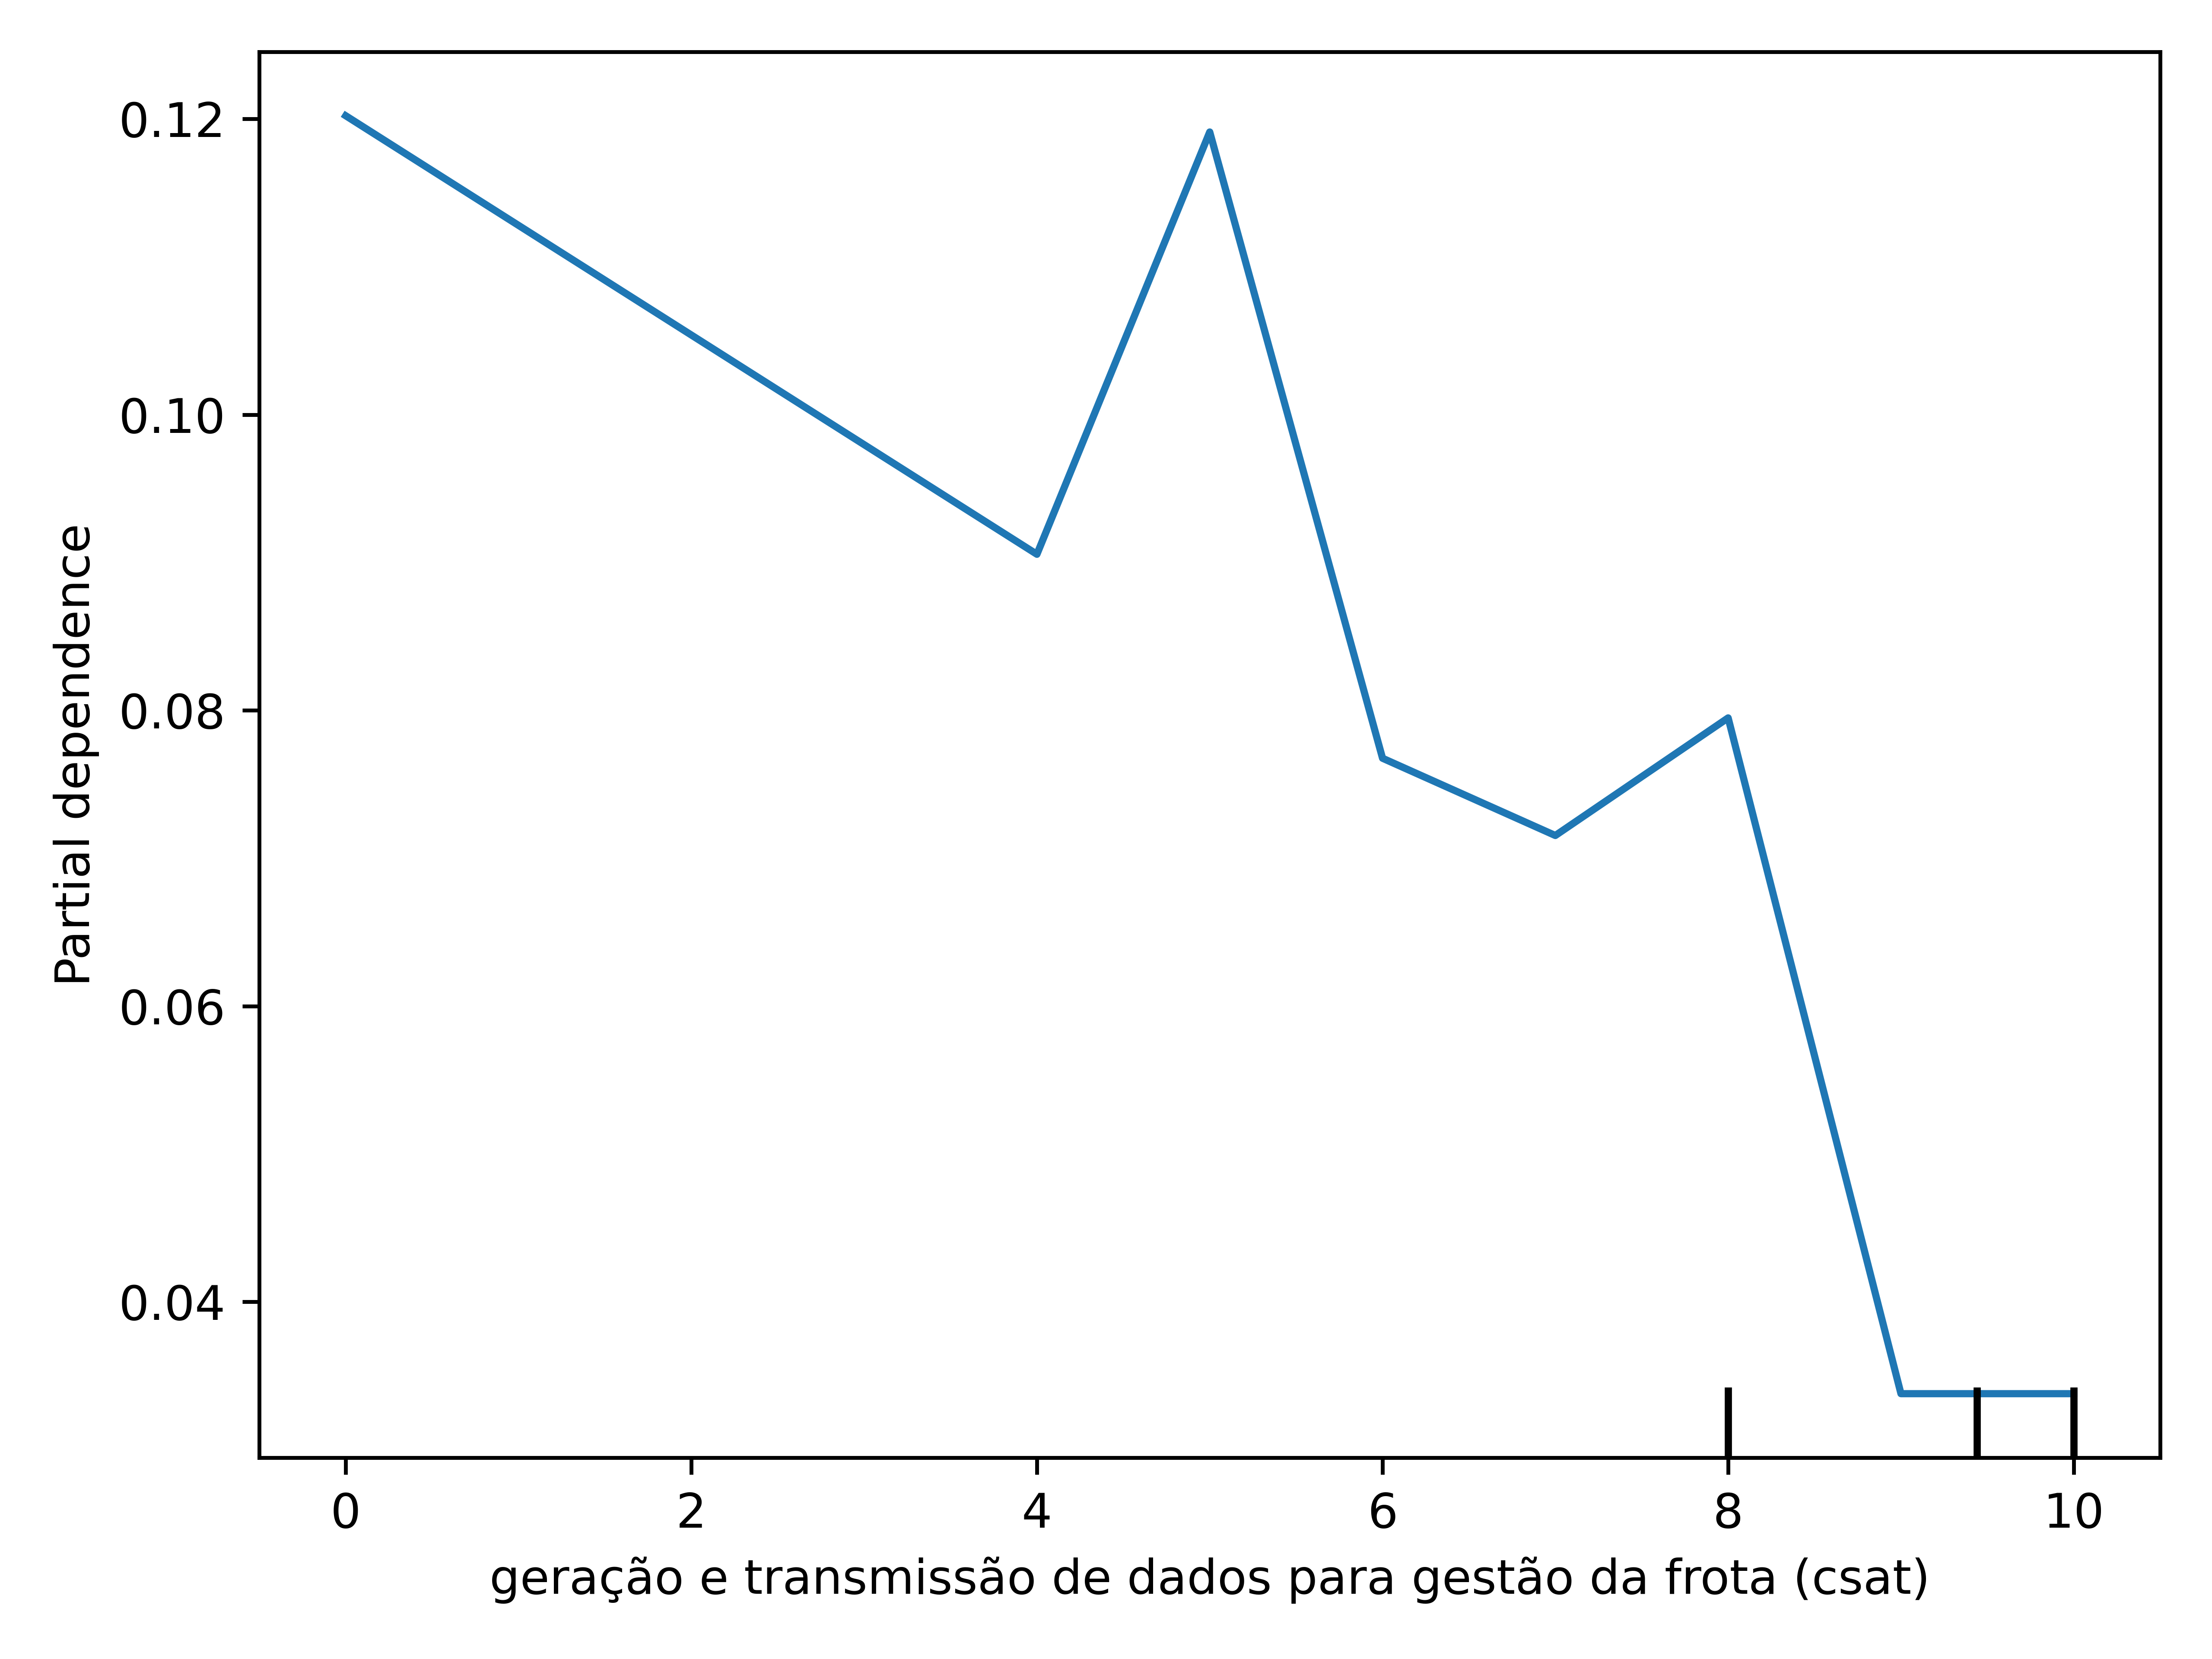 0.12
0.10
0.08
0.06
0.04
Partial dependence
0 2 4 6 8 10
geração e transmissão de dados para gestão da frota (csat)